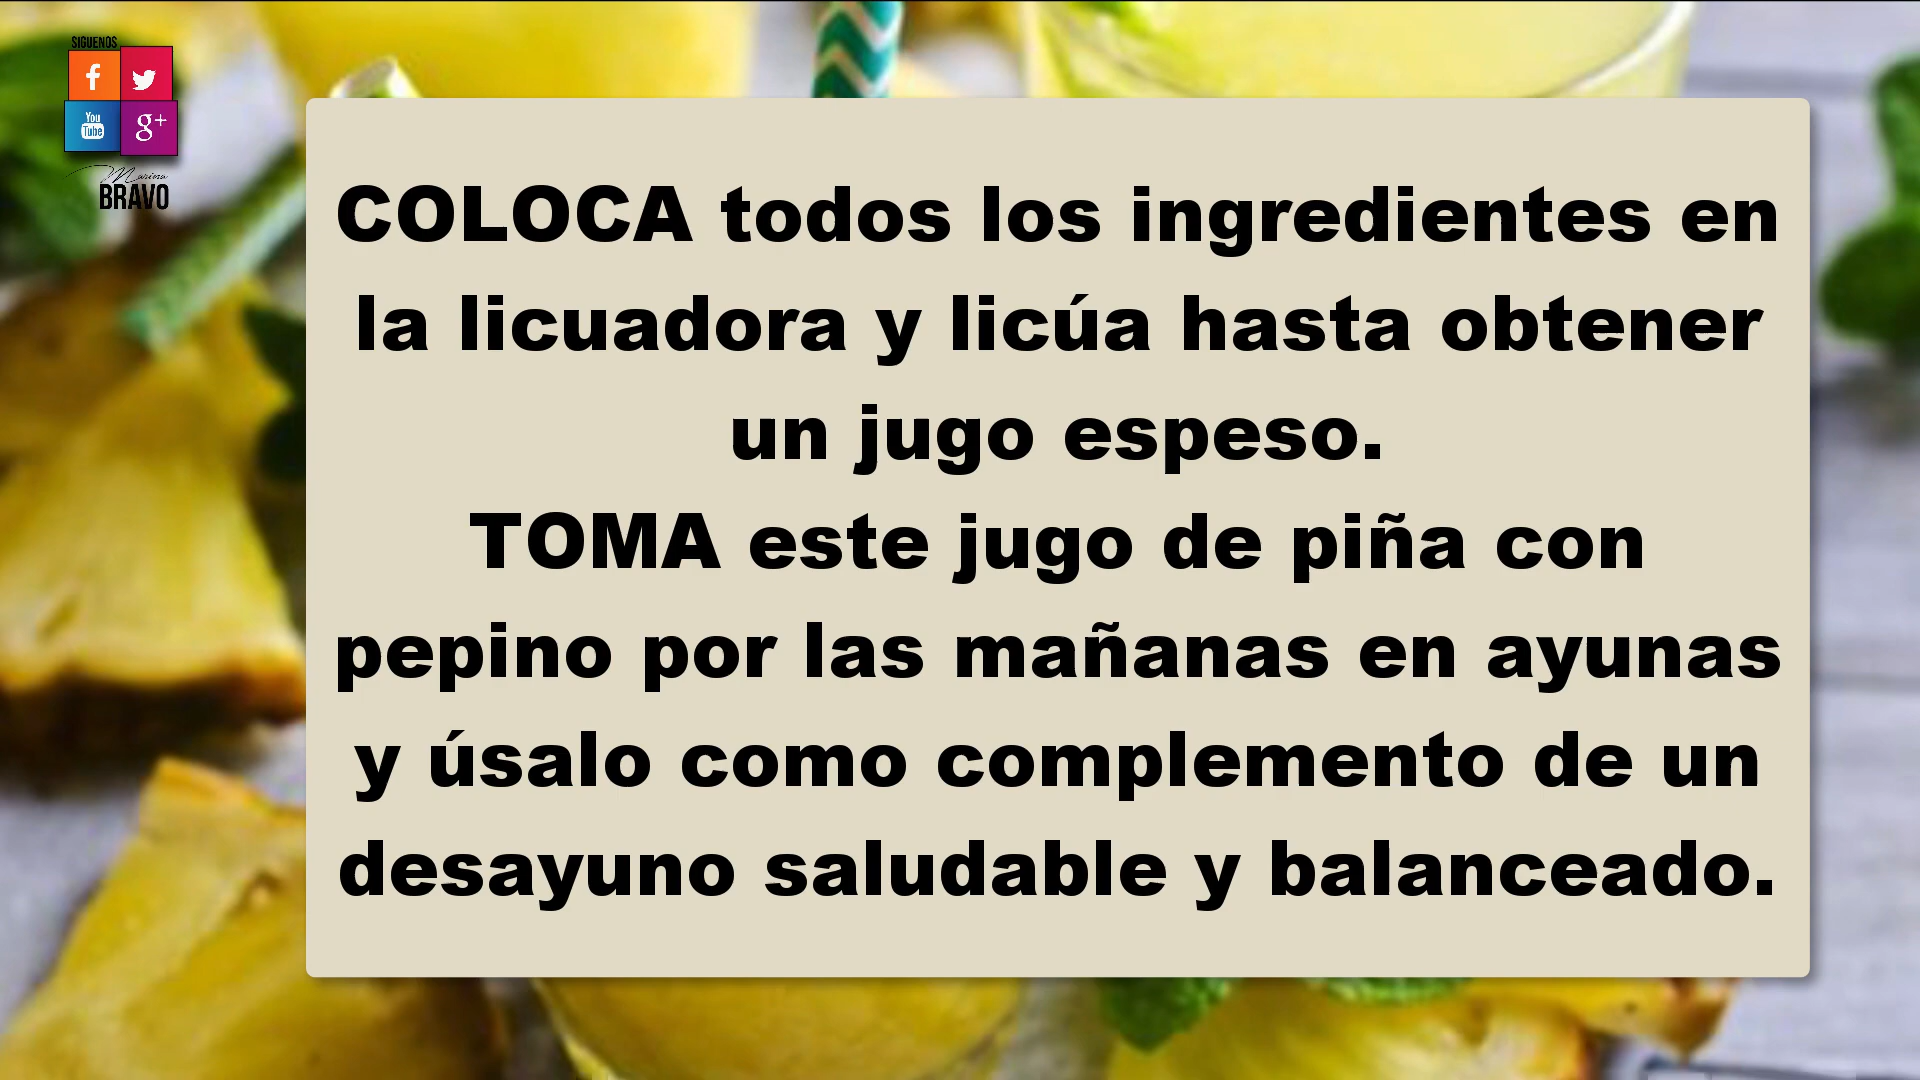 SIGUENOS
f
You
Tube
g+
Marina
BRAVO
COLOCA todos los ingredientes en
la licuadora y licúa hasta obtener
un jugo espeso.
TOMA este jugo de piña con
pepino por las mañanas en ayunas
y úsalo como complemento de un
desayuno saludable y balanceado.